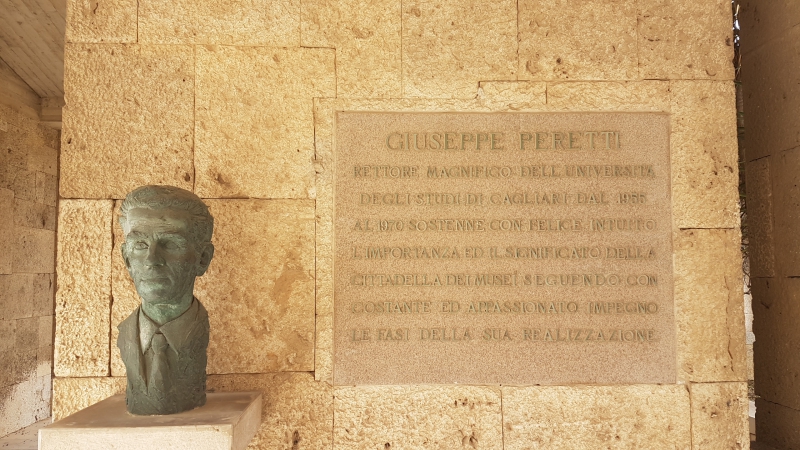 GIUSEPPE PERETTI
RETTORE MAGNIFICO DELL'UNIVERSITÀ
DEGLI STUDI DI CAGLIARI DAL 1955
AL 1970 SOSTENNE CON FELICE INTUITO
L'IMPORTANZA ED IL SIGNIFICATO DELLA
CITTADELLA DEI MUSEI SEGUENDO CON
COSTANTE ED APPASSIONATO IMPEGNO
LE FASI DELLA SUA REALIZZAZIONE